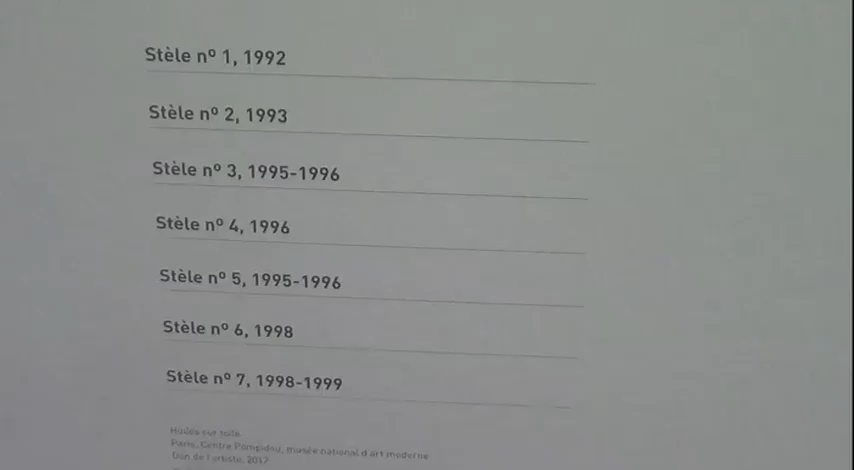 Stèle nº 1, 1992
Stèle nº 2, 1993
Stèle nº 3, 1995-1996
Stèle nº 4, 1996
Stèle nº 5, 1995-1996
Stèle nº 6, 1998
Stèle nº 7, 1998-1999
Huiles sur toile
Paris, Centre Pompidou, musée national d'art moderne
Don de l'artiste, 2012